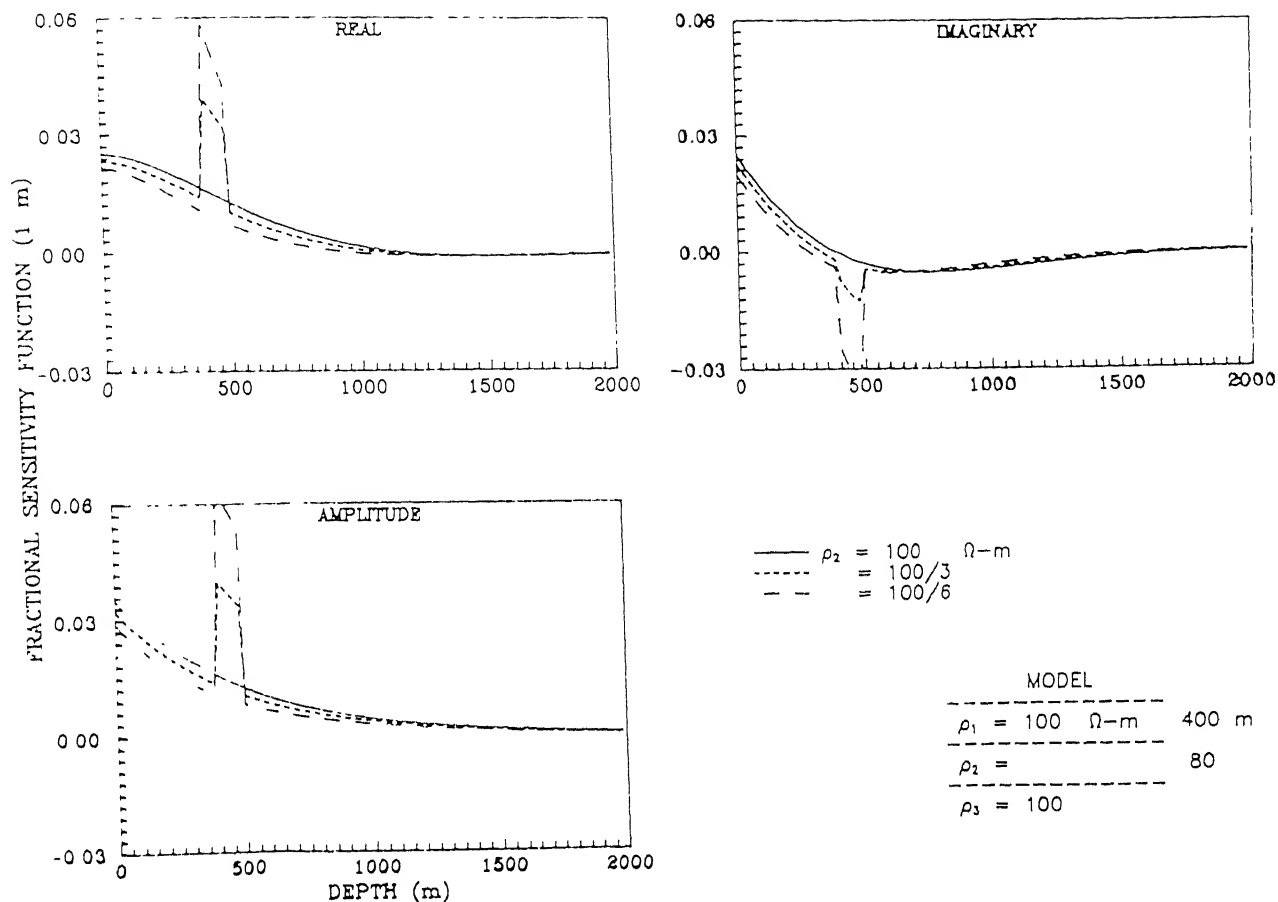 REAL
0.06
0.03
0.00
-0.03
0 500 1000 1500 2000
IMAGINARY
0.06
0.03
0.00
-0.03
0 500 1000 1500 2000
FRACTIONAL SENSITIVITY FUNCTION (1 m)
AMPLITUDE
0.06
0.03
0.00
-0 03
0 500 1000 1500 2000
DEPTH (m)
ρ₂ = 100 Ω-m
= 100/3
= 100/6
MODEL
ρ₁ = 100 Ω-m 400 m
ρ₂ = 80
ρ₃ = 100